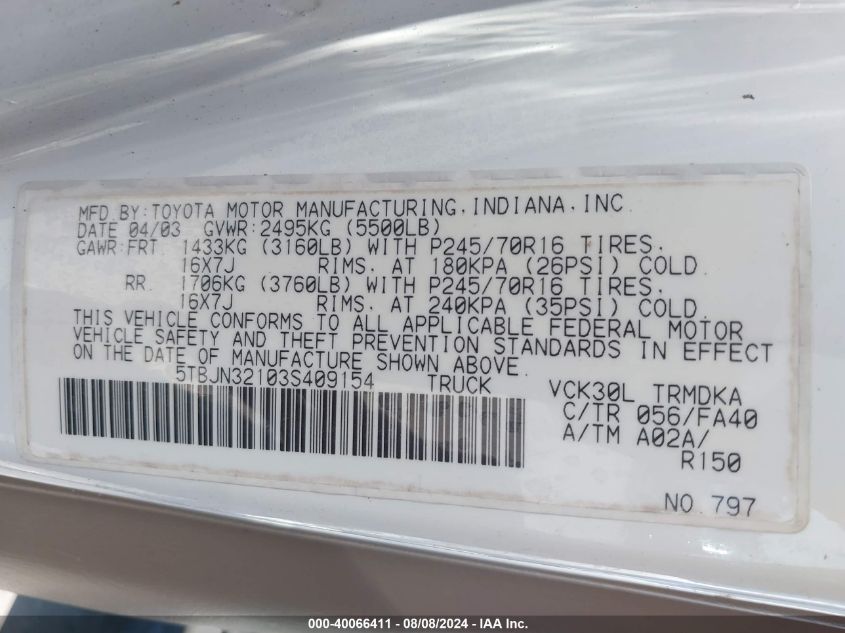 MFD.BY:TOYOTA MOTOR MANUFACTURING,INDIANA,INC.
DATE 04/03 GVWR:2495KG (5500LB)
GAWR:FRT. 1433KG (3160LB) WITH P245/70R16 TIRES.
16X7J RIMS. AT 180KPA (26PSI) COLD.
RR. 1706KG (3760LB) WITH P245/70R16 TIRES.
16X7J RIMS. AT 240KPA (35PSI) COLD.
THIS VEHICLE CONFORMS TO ALL APPLICABLE FEDERAL MOTOR
VEHICLE SAFETY AND THEFT PREVENTION STANDARDS IN EFFECT
ON THE DATE OF MANUFACTURE SHOWN ABOVE.
5TBJN32103S409154 TRUCK
VCK30L TRMDKA
C/TR 056/FA40
A/TM A02A/
R150
NO.797
000-40066411 - 08/08/2024 - IAA Inc.